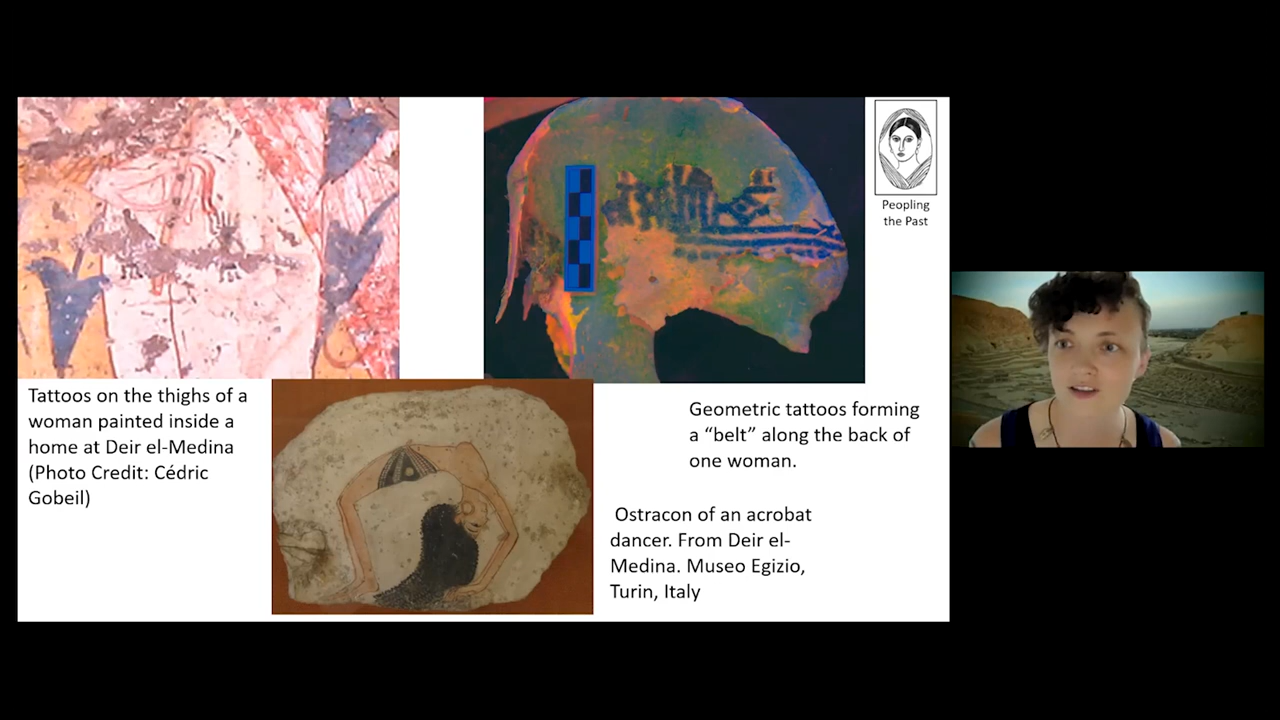 Peopling
the Past
Tattoos on the thighs of a
woman painted inside a
home at Deir el-Medina
(Photo Credit: Cédric
Gobeil)
Geometric tattoos forming
a “belt” along the back of
one woman.
Ostracon of an acrobat
dancer. From Deir el-
Medina. Museo Egizio,
Turin, Italy